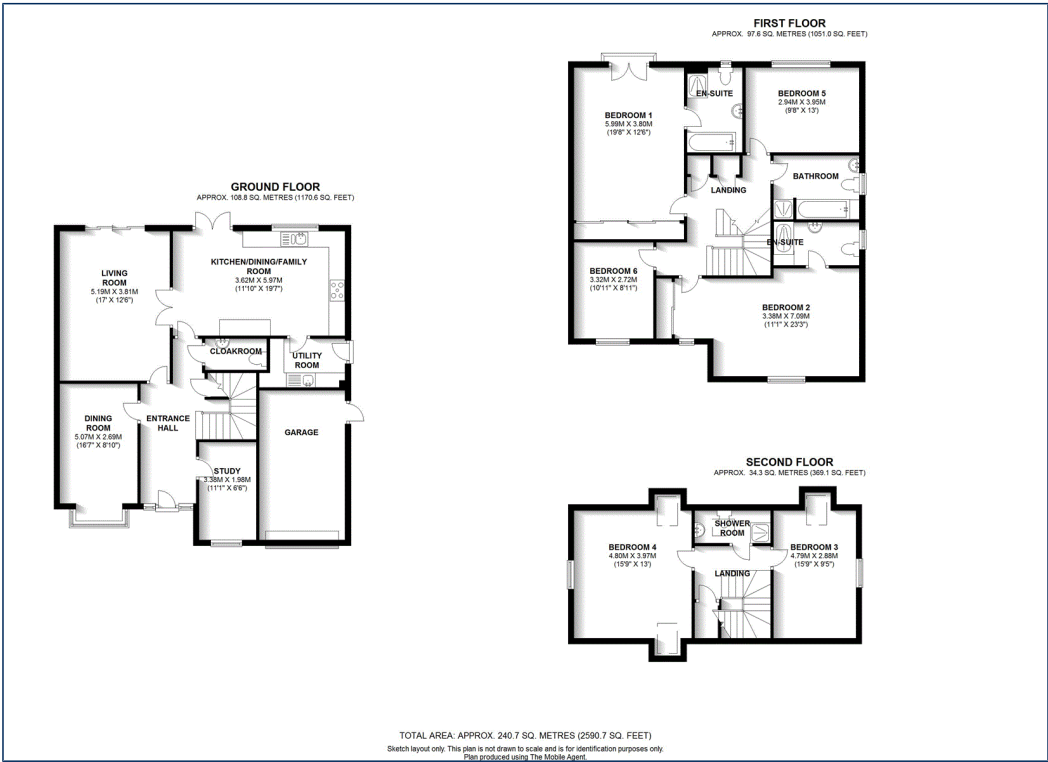 GROUND FLOOR
APPROX. 108.8 SQ. METRES (1170.6 SQ. FEET)
LIVING
ROOM
5.19M X 3.81M
(17' X 12'6")
KITCHEN/DINING/FAMILY
ROOM
3.62M X 5.97M
(11'10" X 19'7")
CLOAKROOM
UTILITY
ROOM
DINING
ROOM
5.07M X 2.69M
(16'7" X 8'10")
ENTRANCE
HALL
GARAGE
STUDY
3.38M X 1.98M
(11'1" X 6'6")
FIRST FLOOR
APPROX. 97.6 SQ. METRES (1051.0 SQ. FEET)
BEDROOM 1
5.99M X 3.80M
(19'8" X 12'6")
EN-SUITE
BEDROOM 5
2.94M X 3.95M
(9'8" X 13')
LANDING
BATHROOM
EN-SUITE
BEDROOM 6
3.32M X 2.72M
(10'11" X 8'11")
BEDROOM 2
3.38M X 7.09M
(11'1" X 23'3")
SECOND FLOOR
APPROX. 34.3 SQ. METRES (369.1 SQ. FEET)
BEDROOM 4
4.80M X 3.97M
(15'9" X 13')
SHOWER
ROOM
LANDING
BEDROOM 3
4.79M X 2.88M
(15'9" X 9'5")
TOTAL AREA: APPROX. 240.7 SQ. METRES (2590.7 SQ. FEET)
Sketch layout only. This plan is not drawn to scale and is for identification purposes only.
Plan produced using The Mobile Agent.